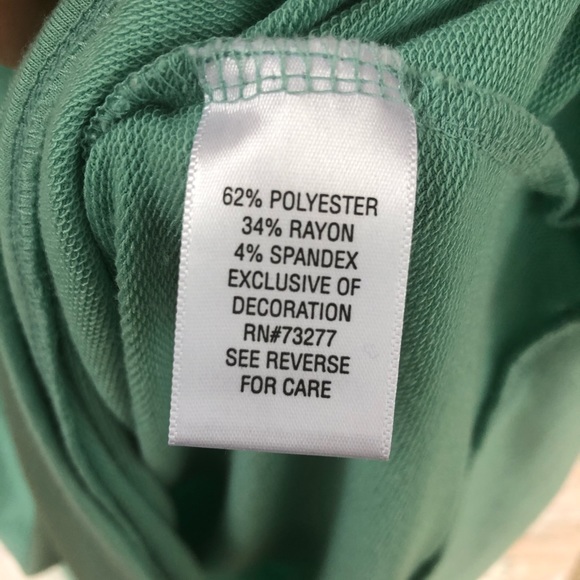 62% POLYESTER
34% RAYON
4% SPANDEX
EXCLUSIVE OF
DECORATION
RN#73277
SEE REVERSE
FOR CARE